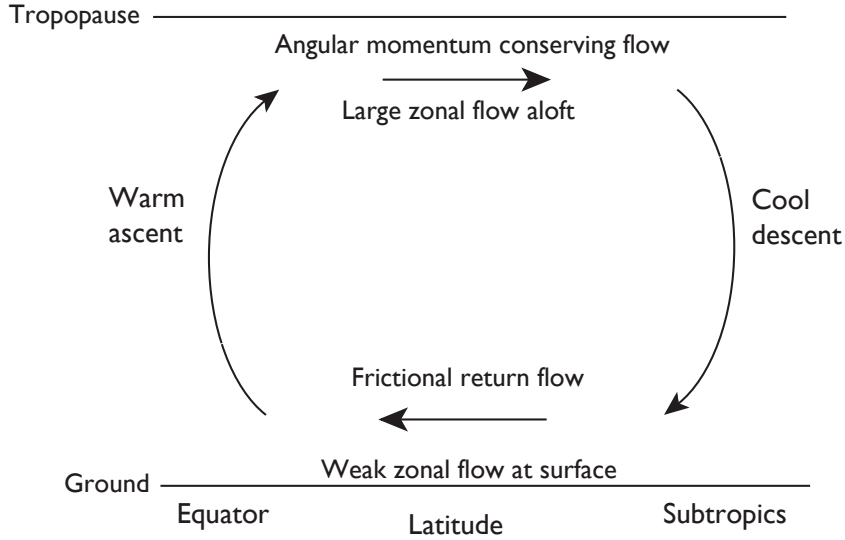 Tropopause
Angular momentum conserving flow
Large zonal flow aloft
Warm
ascent
Cool
descent
Frictional return flow
Weak zonal flow at surface
Ground
Equator
Latitude
Subtropics